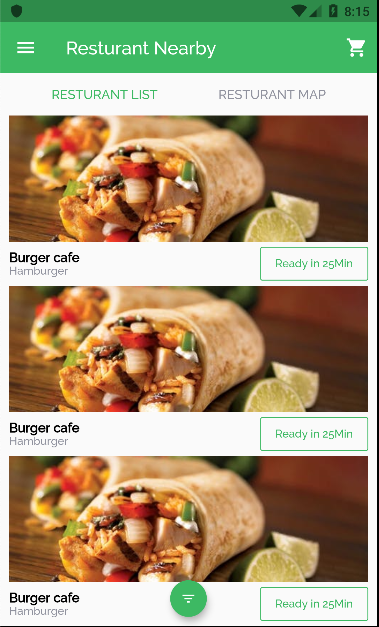 8:15
Resturant Nearby
RESTURANT LIST
RESTURANT MAP
Burger cafe
Hamburger
Ready in 25Min
Burger cafe
Hamburger
Ready in 25Min
Burger cafe
Hamburger
Ready in 25Min